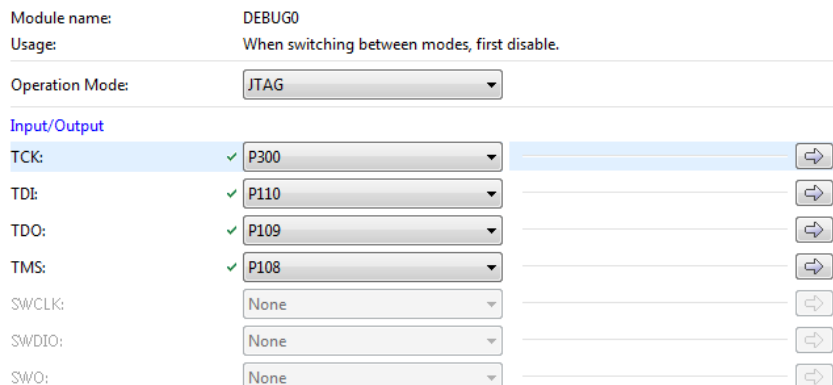 Module name: DEBUG0
Usage: When switching between modes, first disable.
Operation Mode: JTAG
Input/Output
TCK: P300
TDI: P110
TDO: P109
TMS: P108
SWCLK: None
SWDIO: None
SWO: None